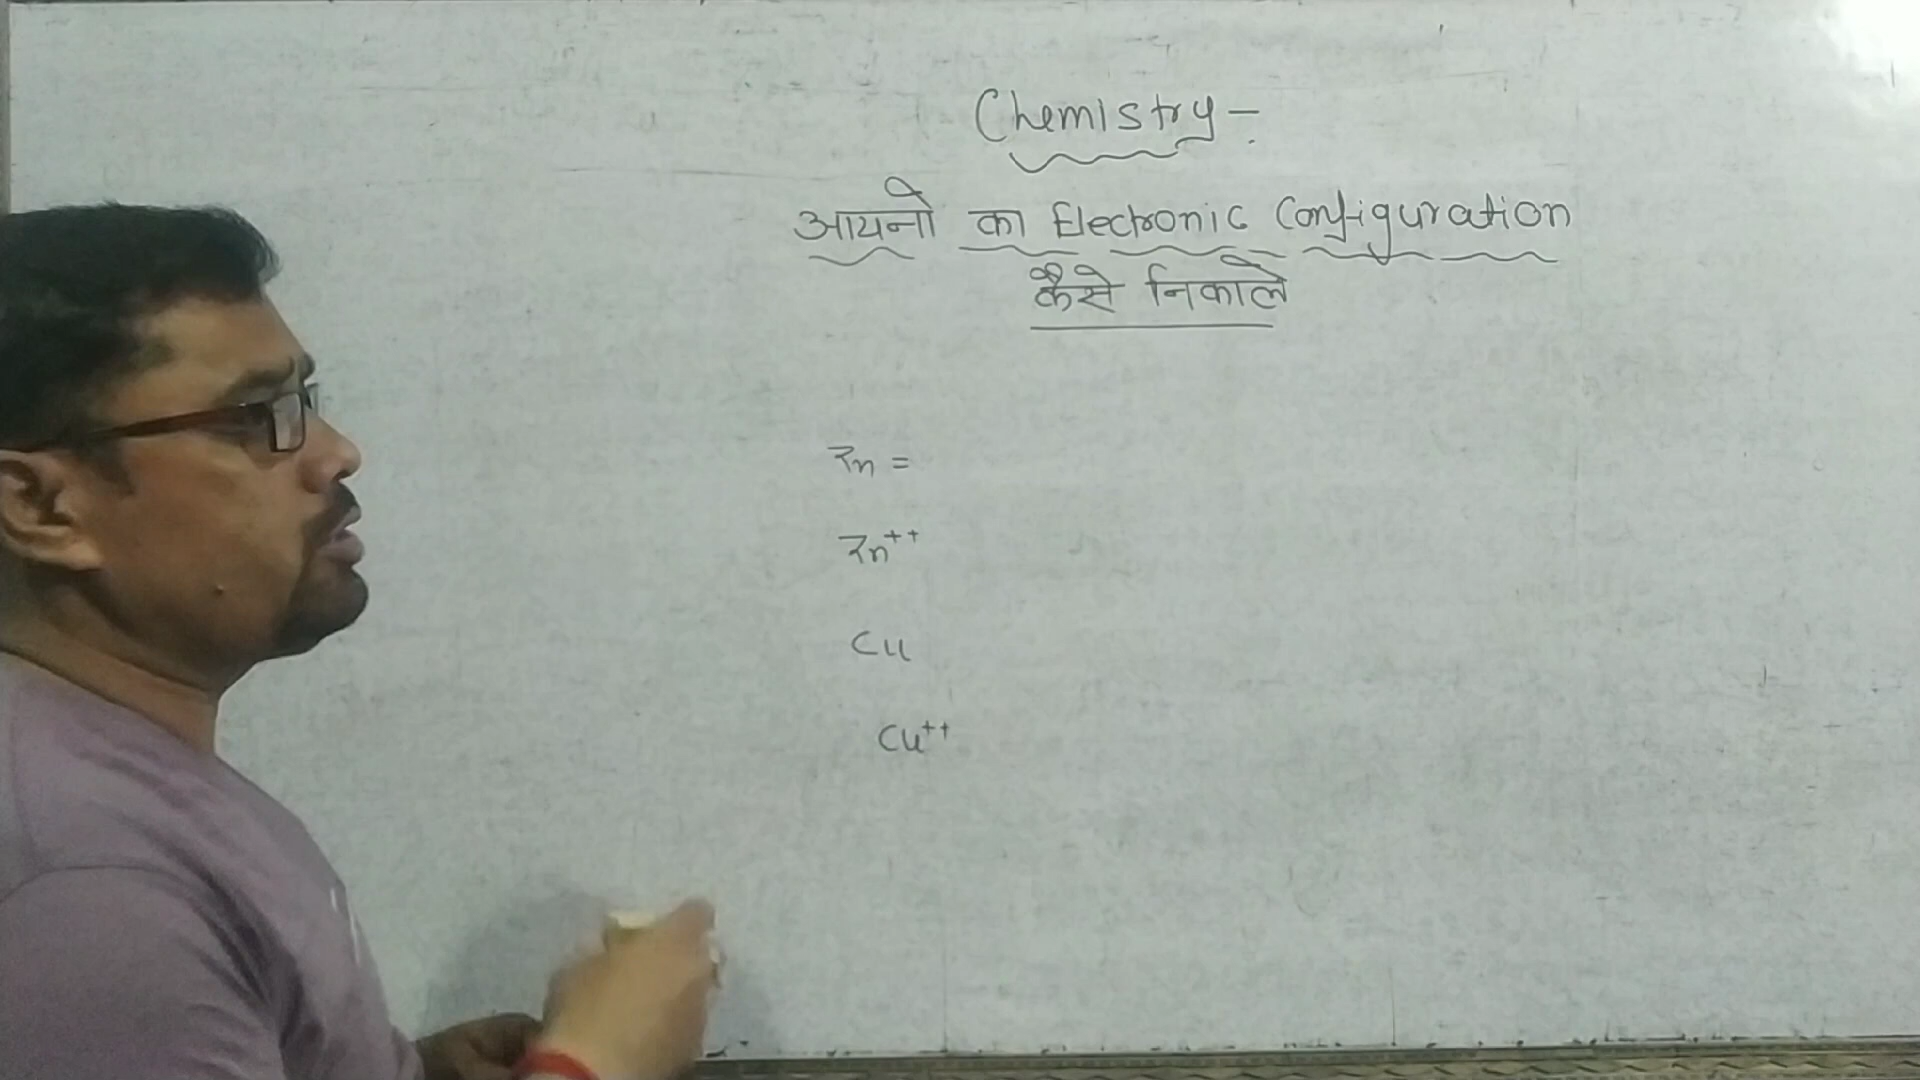 Chemistry -
आयनो का Electronic Configuration
कैसे निकाले
Zn =
Zn++
Cu
Cu++